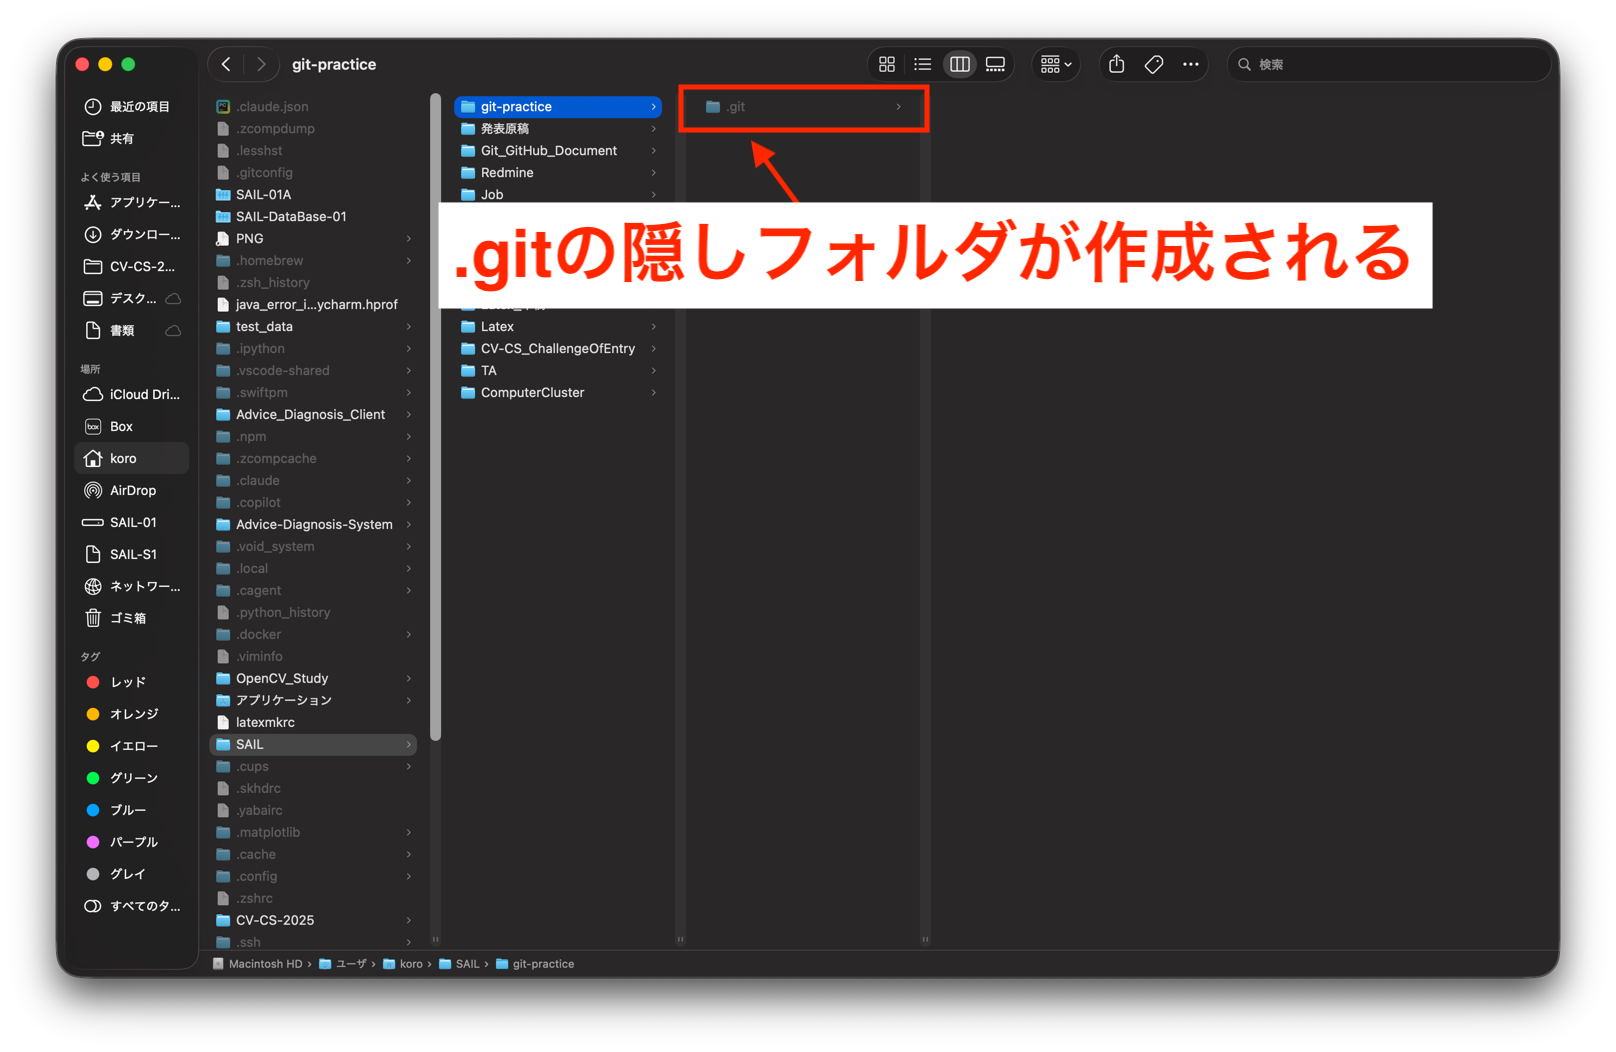 git-practice
検索
最近の項目
共有
よく使う項目
アプリケー...
ダウンロー...
CV-CS-2...
デスク...
書類
場所
iCloud Dri...
Box
koro
AirDrop
SAIL-01
SAIL-S1
ネットワー...
ゴミ箱
タグ
レッド
オレンジ
イエロー
グリーン
ブルー
パープル
グレイ
すべてのタ...
.claude.json
.zcompdump
.lesshst
.gitconfig
SAIL-01A
SAIL-DataBase-01
PNG
.homebrew
.zsh_history
java_error_i...ycharm.hprof
test_data
.ipython
.vscode-shared
.swiftpm
Advice_Diagnosis_Client
.npm
.zcompcache
.claude
.copilot
Advice-Diagnosis-System
.void_system
.local
.cagent
.python_history
.docker
.viminfo
OpenCV_Study
アプリケーション
latexmkrc
SAIL
.cups
.skhdrc
.yabairc
.matplotlib
.cache
.config
.zshrc
CV-CS-2025
.ssh
git-practice
発表原稿
Git_GitHub_Document
Redmine
Job
Latex
CV-CS_ChallengeOfEntry
TA
ComputerCluster
.git
.gitの隠しフォルダが作成される
Macintosh HD › ユーザ › koro › SAIL › git-practice